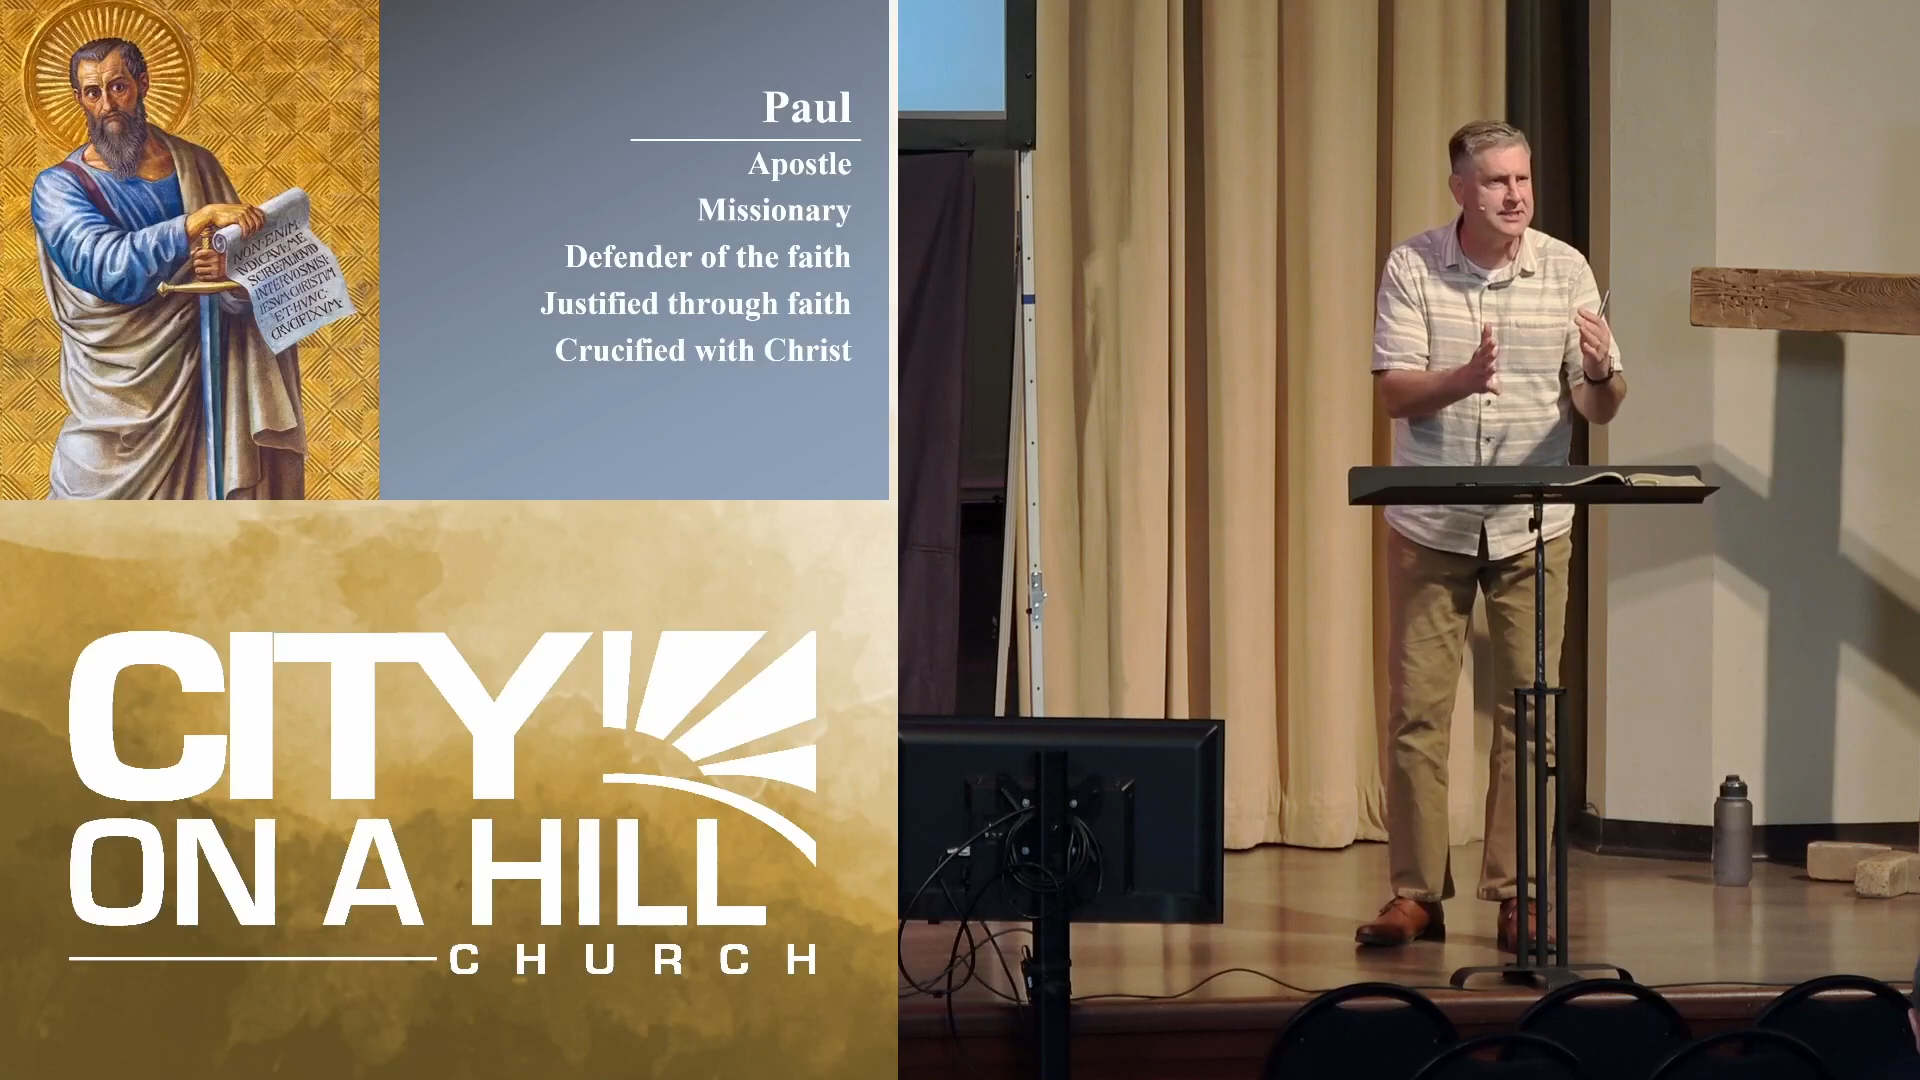 Paul
Apostle
Missionary
Defender of the faith
Justified through faith
Crucified with Christ
NON·ENIM
IVDICAVI·ME
SCIRE·ALIQVID
INTER·VOS·NISI·
IESVM·CHRISTVM
·ET·HVNC·
CRVCIFIXVM·
CITY
ON A HILL
CHURCH